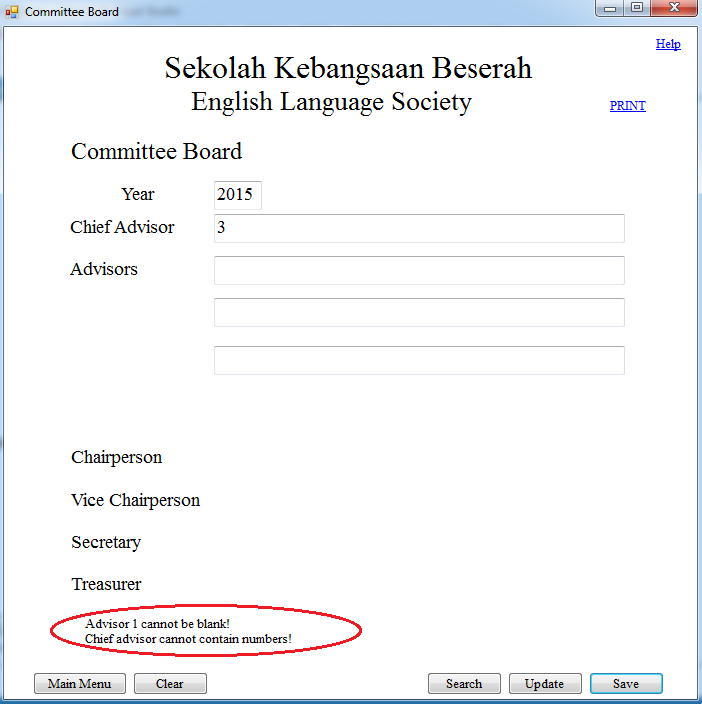 Committee Board
Help
Sekolah Kebangsaan Beserah
English Language Society
PRINT
Committee Board
Year 2015
Chief Advisor 3
Advisors
Chairperson
Vice Chairperson
Secretary
Treasurer
Advisor 1 cannot be blank!
Chief advisor cannot contain numbers!
Main Menu Clear Search Update Save